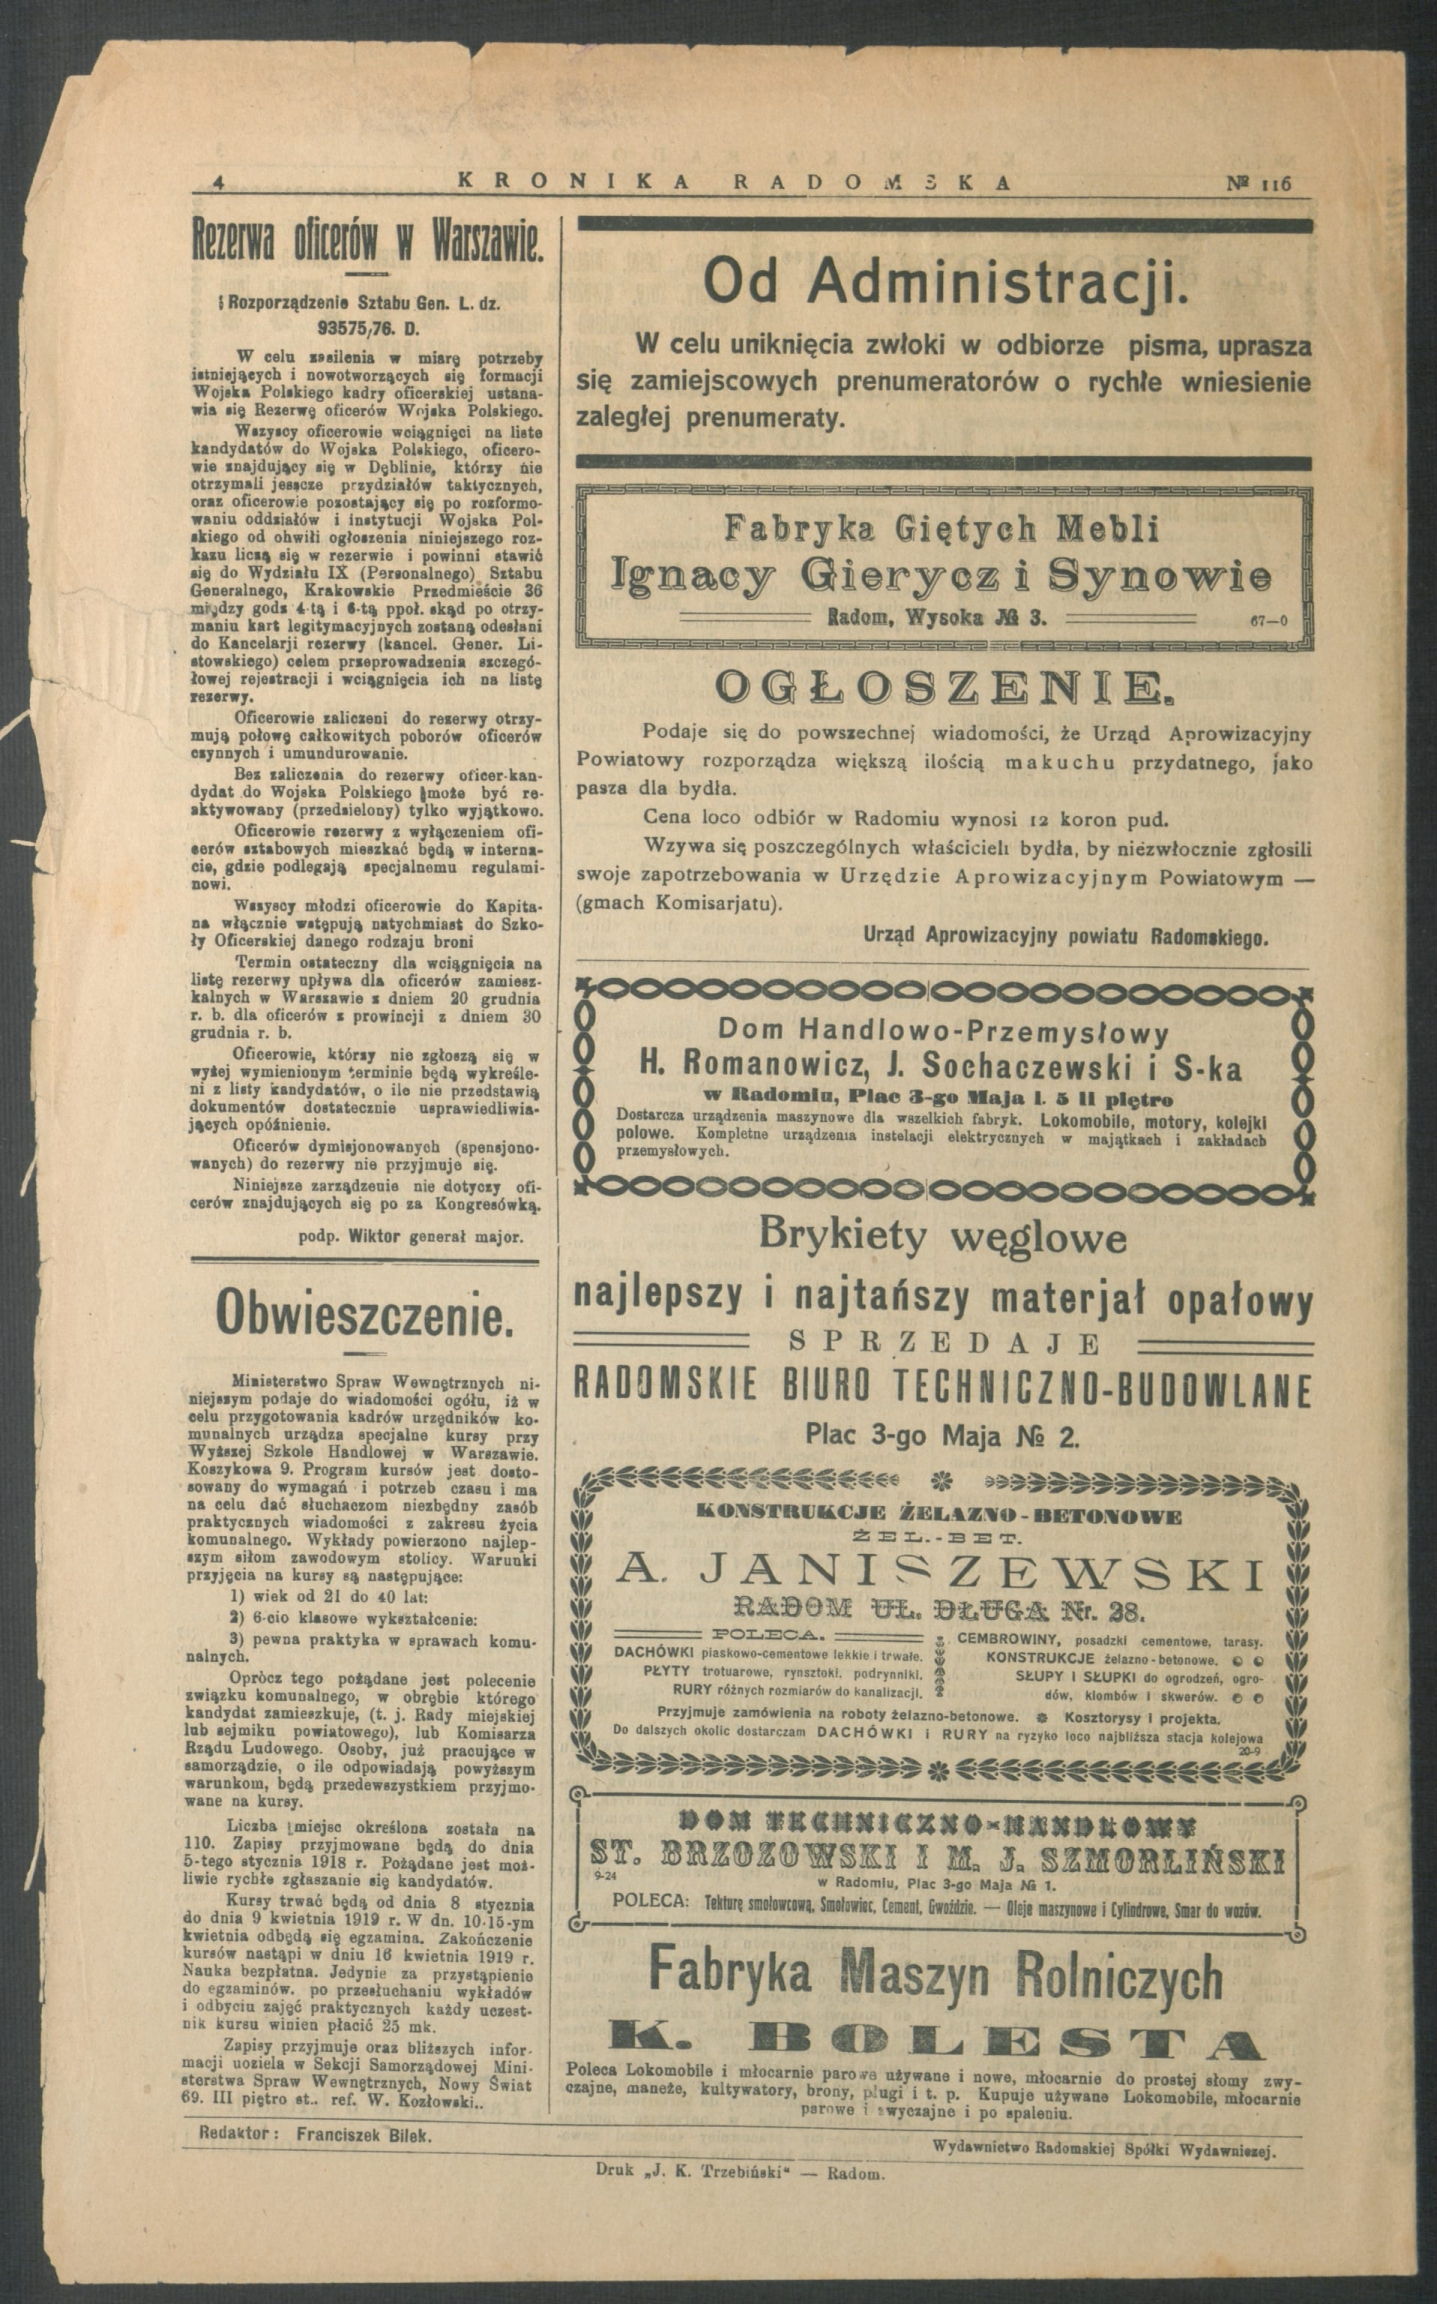 4
KRONIKA RADOMSKA
№ 116
Rezerwa oficerów w Warszawie.
Rozporządzenie Sztabu Gen. L. dz.
93575/76. D.
W celu zasilenia w miarę potrzeby
istniejących i nowotworzących się formacji
Wojska Polskiego kadry oficerskiej ustana-
wia się Rezerwę oficerów Wojska Polskiego.
Wszyscy oficerowie wciągnięci na liste
kandydatów do Wojska Polskiego, oficero-
wie znajdujący się w Dęblinie, którzy nie
otrzymali jeszcze przydziałów taktycznych,
oraz oficerowie pozostający się po rozformo-
waniu oddziałów i instytucji Wojska Pol-
skiego od ohwili ogłoszenia niniejszego roz-
kazu liczą się w rezerwie i powinni stawić
się do Wydziału IX (Personalnego) Sztabu
Generalnego, Krakowskie Przedmieście 36
między godz 4-tą i 6-tą ppoł. skąd po otrzy-
maniu kart legitymacyjnych zostaną odesłani
do Kancelarji rezerwy (kancel. Gener. Li-
stowskiego) celem przeprowadzenia szczegó-
łowej rejestracji i wciągnięcia ich na listę
rezerwy.
Oficerowie zaliczeni do rezerwy otrzy-
mują połowę całkowitych poborów oficerów
czynnych i umundurowanie.
Bez zaliczenia do rezerwy oficer-kan-
dydat do Wojska Polskiego może być re-
aktywowany (przedzielony) tylko wyjątkowo.
Oficerowie rezerwy z wyłączeniem ofi-
cerów sztabowych mieszkać będą w interna-
cie, gdzie podlegają specjalnemu regulami-
nowi.
Wszyscy młodzi oficerowie do Kapita-
na włącznie wstępują natychmiast do Szko-
ły Oficerskiej danego rodzaju broni
Termin ostateczny dla wciągnięcia na
listę rezerwy upływa dla oficerów zamiesz-
kalnych w Warszawie z dniem 20 grudnia
r. b. dla oficerów z prowincji z dniem 30
grudnia r. b.
Oficerowie, którzy nie zgłoszą się w
wyżej wymienionym terminie będą wykreśle-
ni z listy kandydatów, o ile nie przedstawią
dokumentów dostatecznie usprawiedliwia-
jących opóźnienie.
Oficerów dymisjonowanych (spensjono-
wanych) do rezerwy nie przyjmuje się.
Niniejsze zarządzenie nie dotyczy ofi-
cerów znajdujących się po za Kongresówką.
podp. Wiktor generał major.
Obwieszczenie.
Ministerstwo Spraw Wewnętrznych ni-
niejszym podaje do wiadomości ogółu, iż w
celu przygotowania kadrów urzędników ko-
munalnych urządza specjalne kursy przy
Wyższej Szkole Handlowej w Warszawie.
Koszykowa 9. Program kursów jest dosto-
sowany do wymagań i potrzeb czasu i ma
na celu dać słuchaczom niezbędny zasób
praktycznych wiadomości z zakresu życia
komunalnego. Wykłady powierzono najlep-
szym siłom zawodowym stolicy. Warunki
przyjęcia na kursy są następujące:
1) wiek od 21 do 40 lat:
2) 6-cio klasowe wykształcenie:
3) pewna praktyka w sprawach komu-
nalnych.
Oprócz tego pożądane jest polecenie
związku komunalnego, w obrębie którego
kandydat zamieszkuje, (t. j. Rady miejskiej
lub sejmiku powiatowego), lub Komisarza
Rządu Ludowego. Osoby, już pracujące w
samorządzie, o ile odpowiadają powyższym
warunkom, będą przedewszystkiem przyjmo-
wane na kursy.
Liczba miejsc określona została na
110. Zapisy przyjmowane będą do dnia
5-tego stycznia 1918 r. Pożądane jest moż-
liwie rychłe zgłaszanie się kandydatów.
Kursy trwać będą od dnia 8 stycznia
do dnia 9 kwietnia 1919 r. W dn. 10-15-ym
kwietnia odbędą się egzamina. Zakończenie
kursów nastąpi w dniu 16 kwietnia 1919 r.
Nauka bezpłatna. Jedynie za przystąpienie
do egzaminów. po przesłuchaniu wykładów
i odbyciu zajęć praktycznych każdy uczest-
nik kursu winien płacić 25 mk.
Zapisy przyjmuje oraz bliższych infor-
macji uoziela w Sekcji Samorządowej Mini-
sterstwa Spraw Wewnętrznych, Nowy Świat
69. III piętro st.. ref. W. Kozłowski..
Od Administracji.
W celu uniknięcia zwłoki w odbiorze pisma, uprasza
się zamiejscowych prenumeratorów o rychłe wniesienie
zaległej prenumeraty.
Fabryka Giętych Mebli
Ignacy Gierycz i Synowie
Radom, Wysoka № 3.
67—0
OGŁOSZENIE.
Podaje się do powszechnej wiadomości, że Urząd Aprowizacyjny
Powiatowy rozporządza większą ilością makuchu przydatnego, jako
pasza dla bydła.
Cena loco odbiór w Radomiu wynosi 12 koron pud.
Wzywa się poszczególnych właścicieli bydła, by niezwłocznie zgłosili
swoje zapotrzebowania w Urzędzie Aprowizacyjnym Powiatowym —
(gmach Komisarjatu).
Urząd Aprowizacyjny powiatu Radomskiego.
Dom Handlowo-Przemysłowy
H. Romanowicz, J. Sochaczewski i S-ka
w Radomiu, Plac 3-go Maja l. 5 II piętro
Dostarcza urządzenia maszynowe dla wszelkich fabryk. Lokomobile, motory, kolejki
polowe. Kompletne urządzenia instelacji elektrycznych w majątkach i zakładach
przemysłowych.
Brykiety węglowe
najlepszy i najtańszy materjał opałowy
SPRZEDAJE
RADOMSKIE BIURO TECHNICZNO-BUDOWLANE
Plac 3-go Maja № 2.
KONSTRUKCJE ŻELAZNO-BETONOWE
ŻEL.-BET.
A. JANISZEWSKI
RADOM UL. DŁUGA Nr. 28.
POLECA.
DACHÓWKI piaskowo-cementowe lekkie i trwałe.
PŁYTY trotuarowe, rynsztoki, podrynniki.
RURY różnych rozmiarów do kanalizacji.
CEMBROWINY, posadzki cementowe, tarasy.
KONSTRUKCJE żelazno-betonowe.
SŁUPY I SŁUPKI do ogrodzeń, ogro-
dów, klombów i skwerów.
Przyjmuje zamówienia na roboty żelazno-betonowe. Kosztorysy i projekta.
Do dalszych okolic dostarczam DACHÓWKI i RURY na ryzyko loco najbliższa stacja kolejowa
20-9
DOM TECHNICZNO-HANDLOWY
ST. BRZOZOWSKI I M. J. SZMORLIŃSKI
9-24
w Radomiu, Plac 3-go Maja № 1.
POLECA: Tekturę smołowcową, Smołowiec, Cement, Gwoździe. — Oleje maszynowe i Cylindrowe, Smar do wozów.
Fabryka Maszyn Rolniczych
K. BOLESTA
Poleca Lokomobile i młocarnie parowe używane i nowe, młocarnie do prostej słomy zwy-
czajne, maneże, kultywatory, brony, pługi i t. p. Kupuje używane Lokomobile, młocarnie
parowe i zwyczajne i po spaleniu.
Redaktor: Franciszek Bilek.
Wydawnictwo Radomskiej Spółki Wydawniczej.
Druk „J. K. Trzebiński“ — Radom.